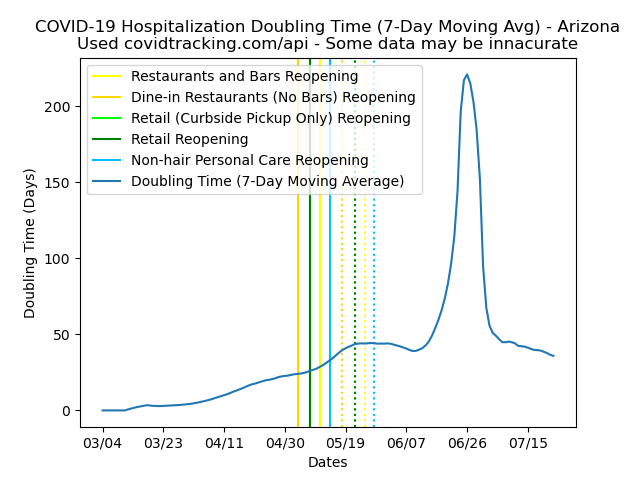 COVID-19 Hospitalization Doubling Time (7-Day Moving Avg) - Arizona
Used covidtracking.com/api - Some data may be innacurate
Restaurants and Bars Reopening
Dine-in Restaurants (No Bars) Reopening
Retail (Curbside Pickup Only) Reopening
Retail Reopening
Non-hair Personal Care Reopening
Doubling Time (7-Day Moving Average)
Doubling Time (Days)
200
150
100
50
0
03/04 03/23 04/11 04/30 05/19 06/07 06/26 07/15
Dates